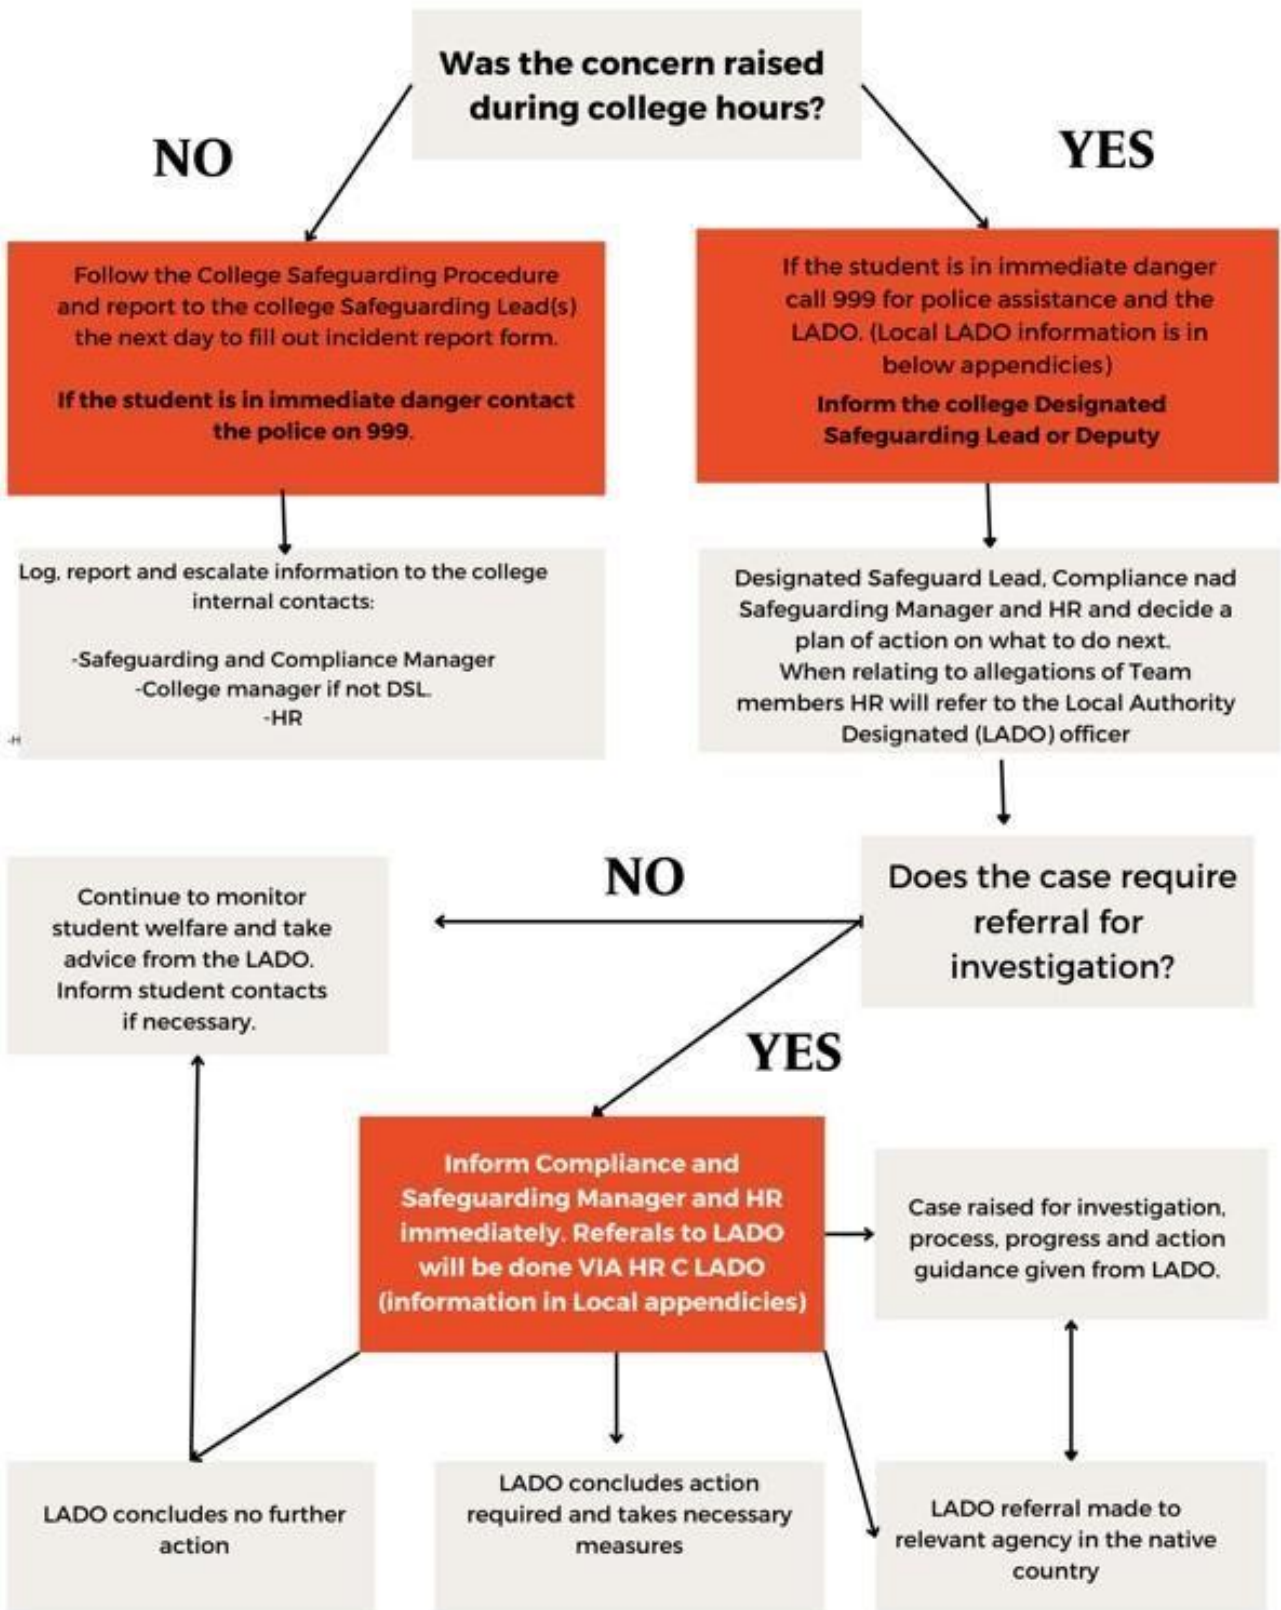 Was the concern raised
during college hours?
NO
YES
Follow the College Safeguarding Procedure
and report to the college Safeguarding Lead(s)
the next day to fill out incident report form.
If the student is in immediate danger contact
the police on 999.
If the student is in immediate danger
call 999 for police assistance and the
LADO. (Local LADO information is in
below appendicies)
Inform the college Designated
Safeguarding Lead or Deputy
Log, report and escalate information to the college
internal contacts:
-Safeguarding and Compliance Manager
-College manager if not DSL.
-HR
-H
Designated Safeguard Lead, Compliance nad
Safeguarding Manager and HR and decide a
plan of action on what to do next.
When relating to allegations of Team
members HR will refer to the Local Authority
Designated (LADO) officer
Does the case require
referral for
investigation?
NO
Continue to monitor
student welfare and take
advice from the LADO.
Inform student contacts
if necessary.
YES
Inform Compliance and
Safeguarding Manager and HR
immediately. Referals to LADO
will be done VIA HR C LADO
(information in Local appendicies)
Case raised for investigation,
process, progress and action
guidance given from LADO.
LADO concludes no further
action
LADO concludes action
required and takes necessary
measures
LADO referral made to
relevant agency in the native
country